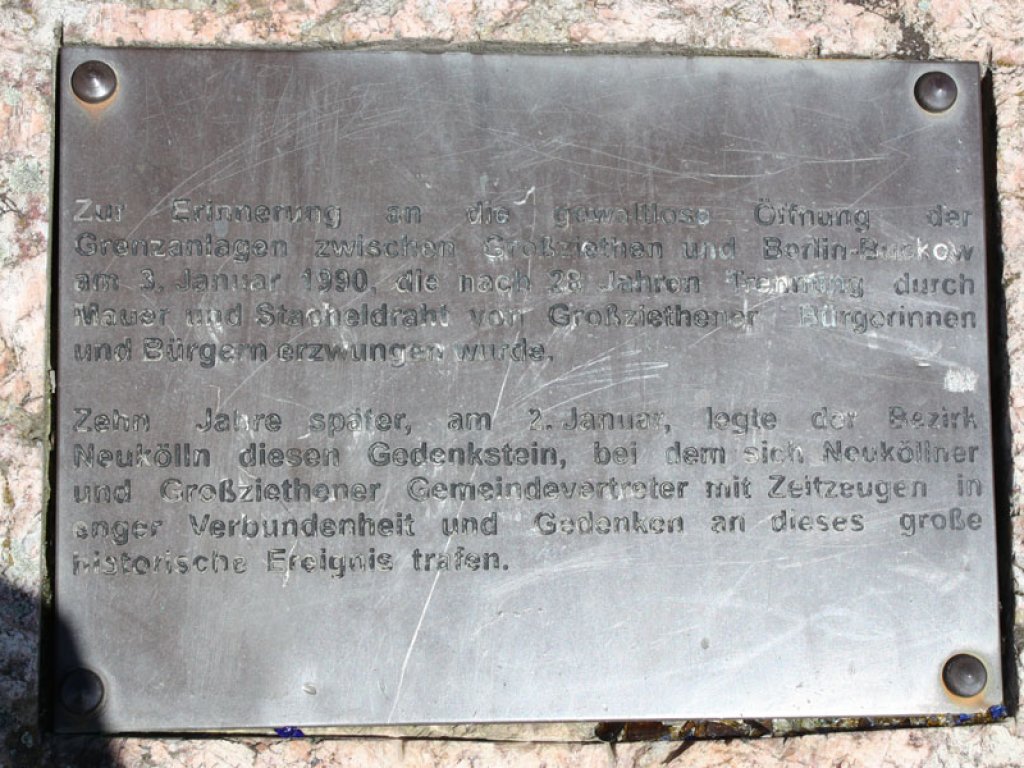 Zur Erinnerung an die gewaltlose Öffnung der
Grenzanlagen zwischen Großziethen und Berlin-Buckow
am 3. Januar 1990, die nach 28 Jahren Trennung durch
Mauer und Stacheldraht von Großziethener Bürgerinnen
und Bürgern erzwungen wurde.
Zehn Jahre später, am 2. Januar, legte der Bezirk
Neukölln diesen Gedenkstein, bei dem sich Neuköllner
und Großziethener Gemeindevertreter mit Zeitzeugen in
enger Verbundenheit und Gedenken an dieses große
historische Ereignis trafen.